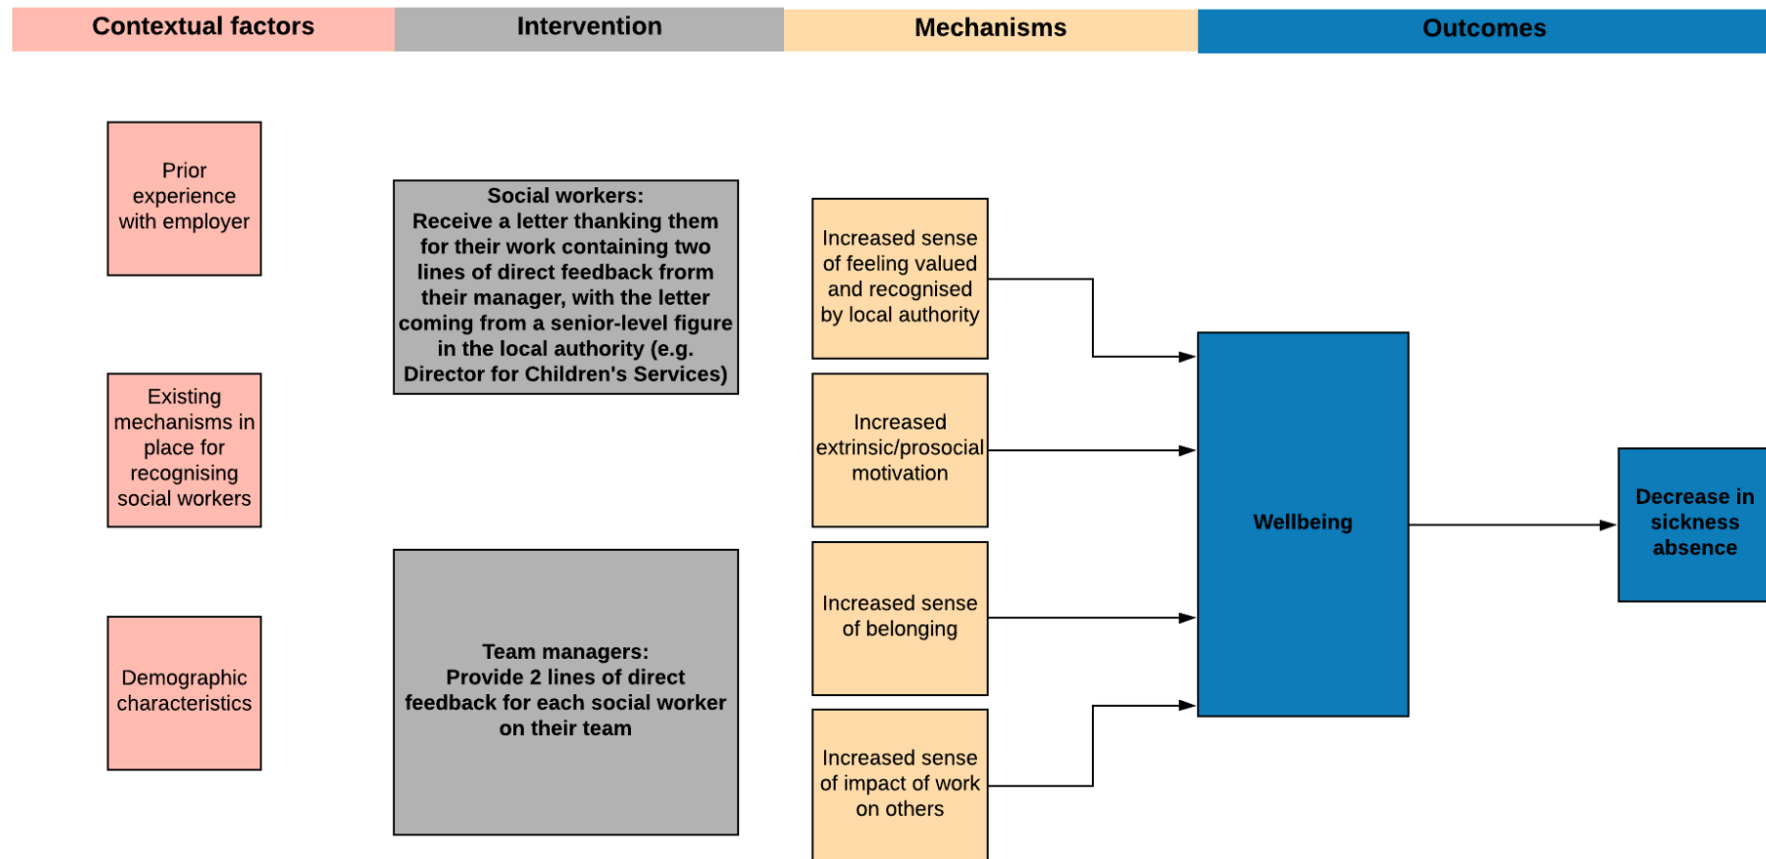 Contextual factors
Intervention
Mechanisms
Outcomes
Prior
experience
with employer
Existing
mechanisms in
place for
recognising
social workers
Demographic
characteristics
Social workers:
Receive a letter thanking them
for their work containing two
lines of direct feedback frorm
their manager, with the letter
coming from a senior-level figure
in the local authority (e.g.
Director for Children's Services)
Team managers:
Provide 2 lines of direct
feedback for each social worker
on their team
Increased sense
of feeling valued
and recognised
by local authority
Increased
extrinsic/prosocial
motivation
Increased sense
of belonging
Increased sense
of impact of work
on others
Wellbeing
Decrease in
sickness
absence